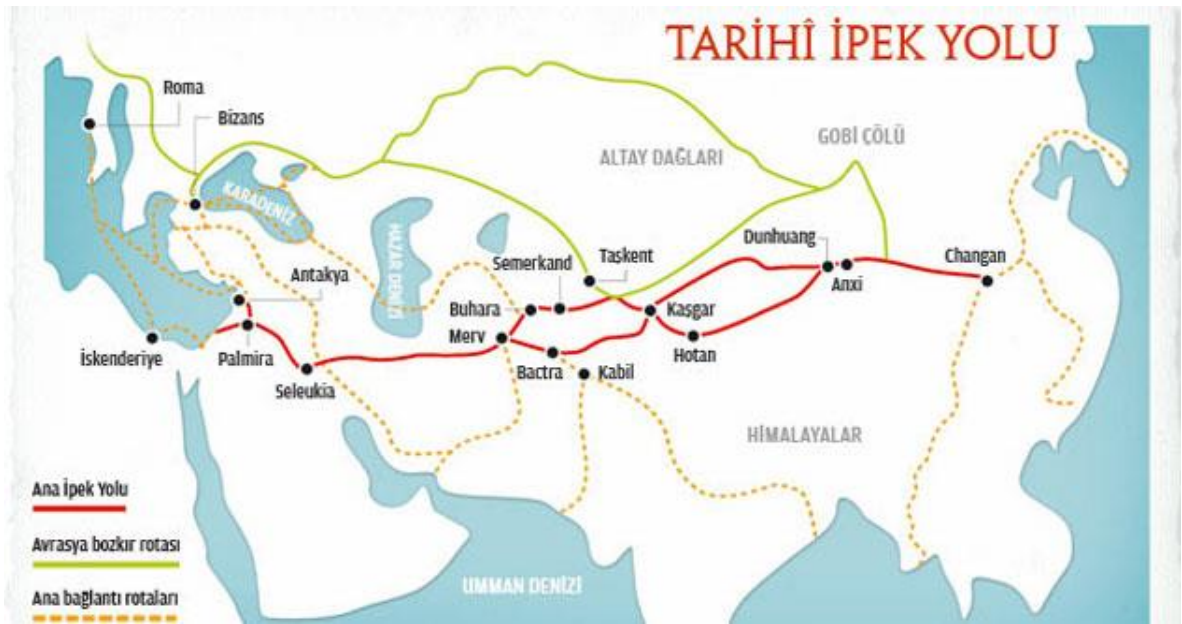 TARİHÎ İPEK YOLU
Roma
Bizans
GOBİ ÇÖLÜ
ALTAY DAĞLARI
KARADENİZ
HAZAR DENİZİ
Dunhuang
Changan
Semerkand
Taşkent
Antakya
Anxi
Buhara
Kaşgar
Merv
Hotan
İskenderiye
Palmira
Bactra
Kabil
Seleukia
HİMALAYALAR
Ana İpek Yolu
Avrasya bozkır rotası
UMMAN DENİZİ
Ana bağlantı rotaları